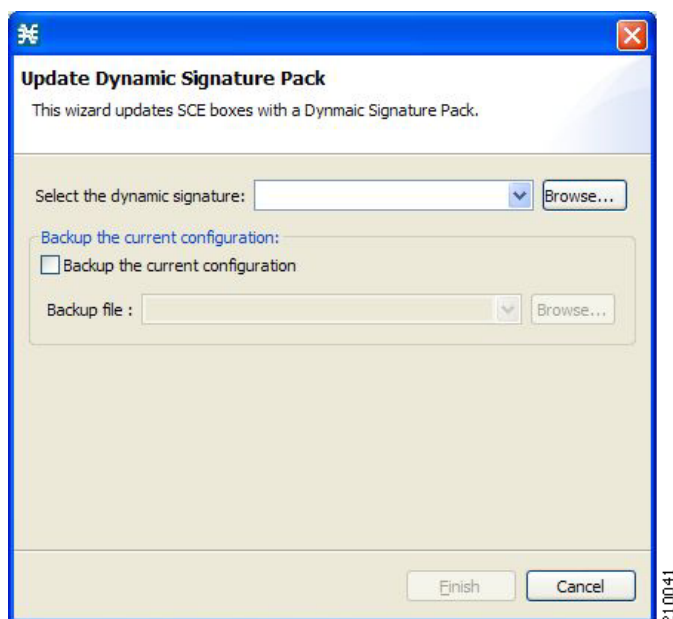 Update Dynamic Signature Pack
This wizard updates SCE boxes with a Dynmaic Signature Pack.
Select the dynamic signature: Browse...
Backup the current configuration:
Backup the current configuration
Backup file : Browse...
Finish Cancel
210041